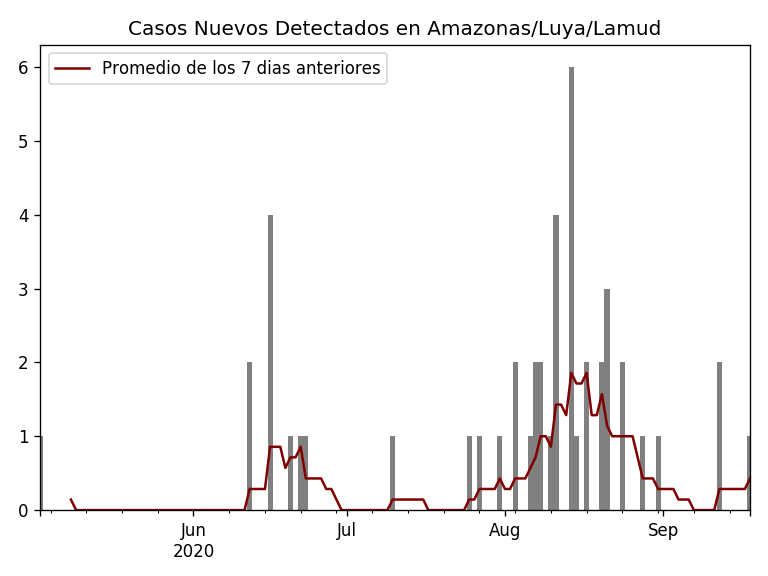 Casos Nuevos Detectados en Amazonas/Luya/Lamud
Promedio de los 7 dias anteriores
6
5
4
3
2
1
0
Jun
2020
Jul
Aug
Sep